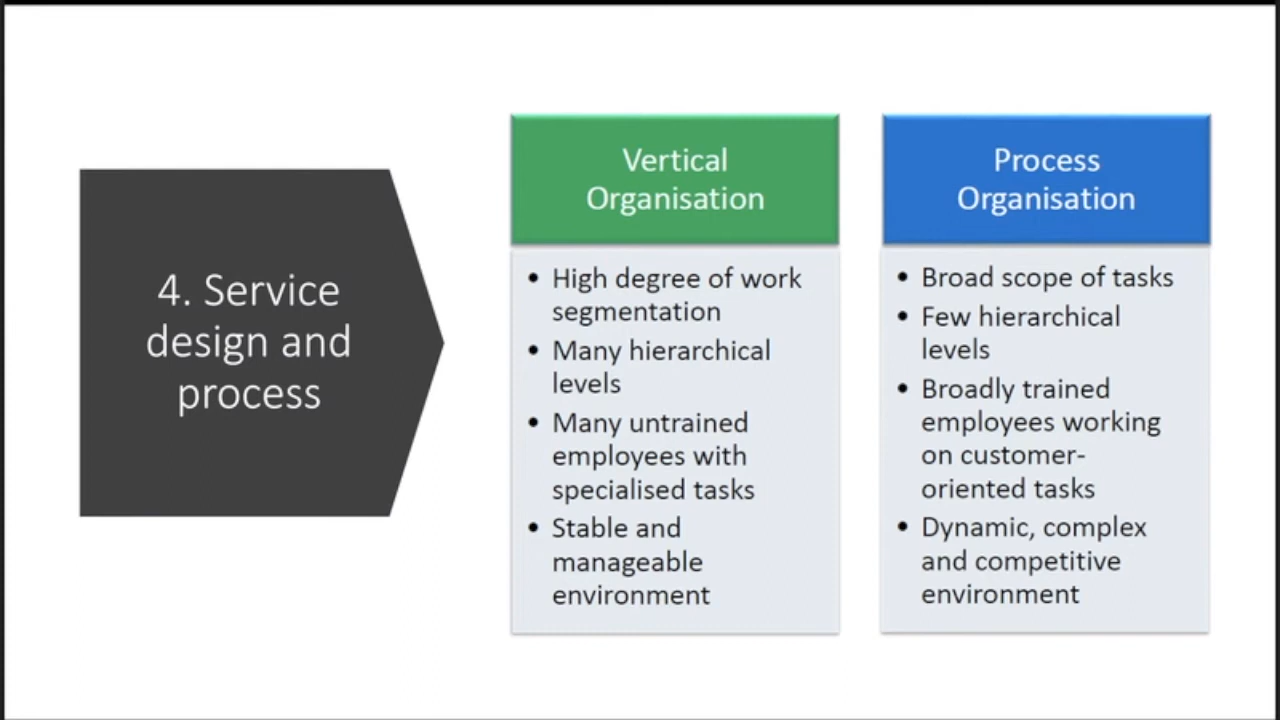 4. Service
design and
process
Vertical
Organisation
• High degree of work
segmentation
• Many hierarchical
levels
• Many untrained
employees with
specialised tasks
• Stable and
manageable
environment
Process
Organisation
• Broad scope of tasks
• Few hierarchical
levels
• Broadly trained
employees working
on customer-
oriented tasks
• Dynamic, complex
and competitive
environment